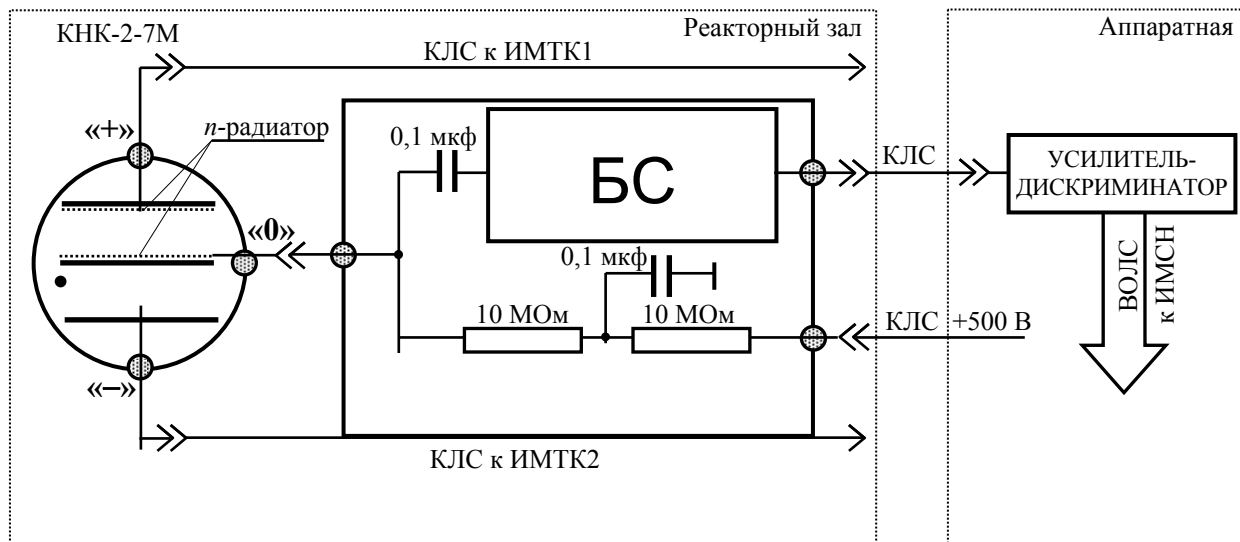 КНК-2-7М
Реакторный зал
Аппаратная
КЛС к ИМТК1
«+»
n-радиатор
0,1 мкф
БС
КЛС
УСИЛИТЕЛЬ-
ДИСКРИМИНАТОР
«0»
0,1 мкф
10 МОм
10 МОм
КЛС +500 В
ВОЛС
к ИМСН
«–»
КЛС к ИМТК2